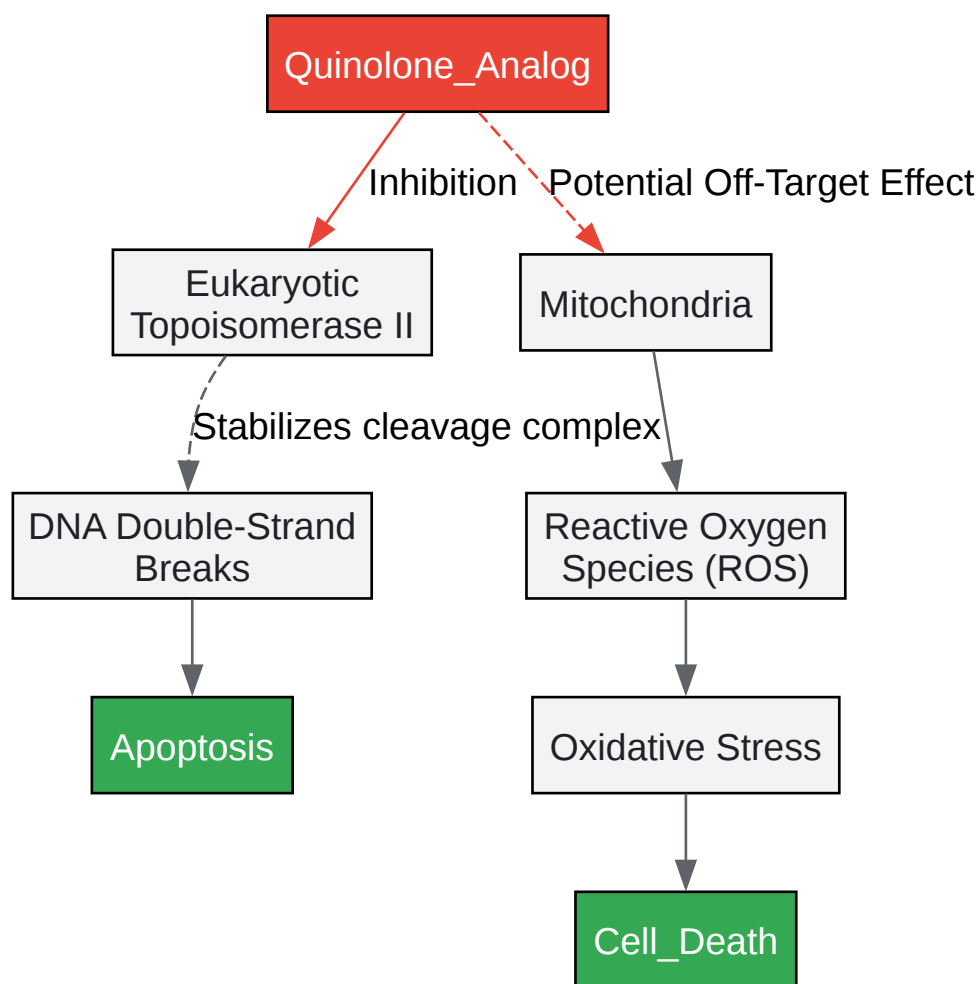 Quinolone_Analog
Inhibition
Potential Off-Target Effect
Eukaryotic
Topoisomerase II
Mitochondria
Stabilizes cleavage complex
DNA Double-Strand
Breaks
Reactive Oxygen
Species (ROS)
Apoptosis
Oxidative Stress
Cell_Death